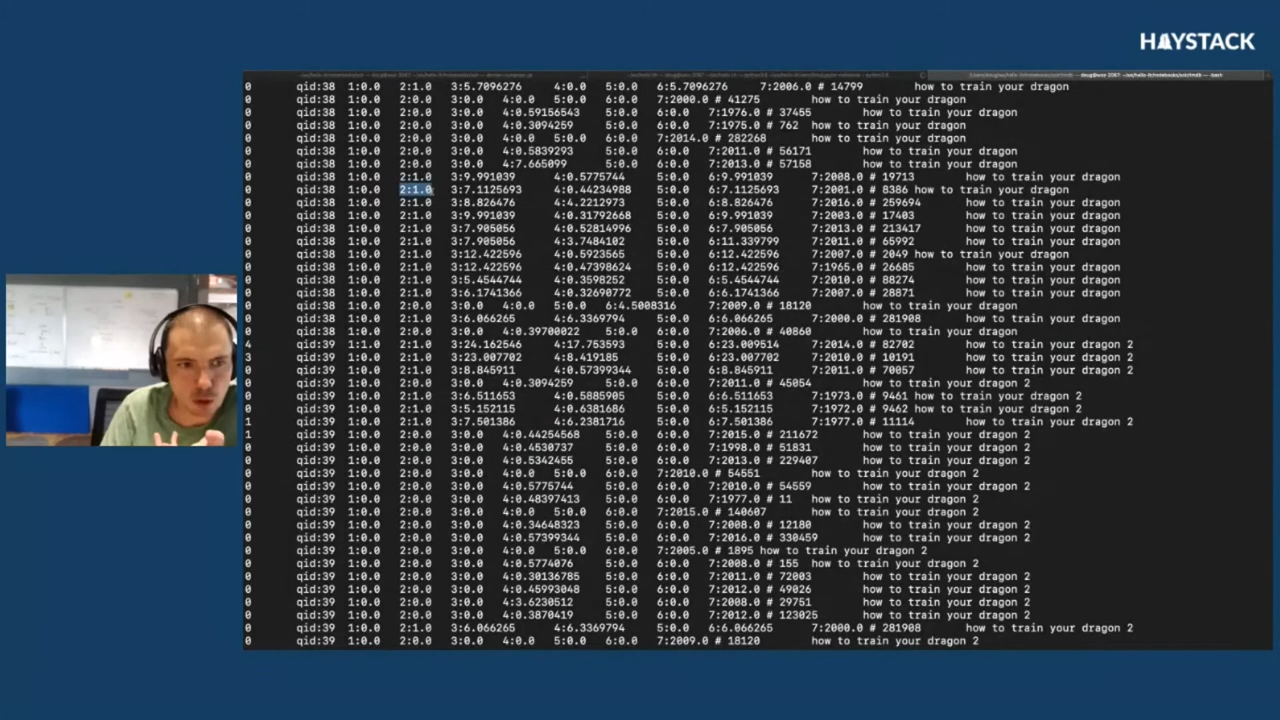 HAYSTACK
0 qid:38 1:0.0 2:1.0 3:5.7096276 4:0.0 5:0.0 6:5.7096276 7:2006.0 # 14799 how to train your dragon
0 qid:38 1:0.0 2:0.0 3:0.0 4:0.0 5:0.0 6:0.0 7:2000.0 # 41275 how to train your dragon
0 qid:38 1:0.0 2:0.0 3:0.0 4:0.59156543 5:0.0 6:0.0 7:1976.0 # 37455 how to train your dragon
0 qid:38 1:0.0 2:0.0 3:0.0 4:0.3094259 5:0.0 6:0.0 7:1975.0 # 762 how to train your dragon
0 qid:38 1:0.0 2:0.0 3:0.0 4:0.0 5:0.0 6:0.0 7:2014.0 # 282268 how to train your dragon
0 qid:38 1:0.0 2:0.0 3:0.0 4:0.5839293 5:0.0 6:0.0 7:2011.0 # 56171 how to train your dragon
0 qid:38 1:0.0 2:0.0 3:0.0 4:7.665099 5:0.0 6:0.0 7:2013.0 # 57158 how to train your dragon
0 qid:38 1:0.0 2:1.0 3:9.991039 4:0.5775744 5:0.0 6:9.991039 7:2008.0 # 19713 how to train your dragon
0 qid:38 1:0.0 2:1.0 3:7.1125693 4:0.44234988 5:0.0 6:7.1125693 7:2001.0 # 8386 how to train your dragon
0 qid:38 1:0.0 2:1.0 3:8.826476 4:4.2212973 5:0.0 6:8.826476 7:2016.0 # 259694 how to train your dragon
0 qid:38 1:0.0 2:1.0 3:9.991039 4:0.31792668 5:0.0 6:9.991039 7:2003.0 # 17403 how to train your dragon
0 qid:38 1:0.0 2:1.0 3:7.905056 4:0.52814996 5:0.0 6:7.905056 7:2013.0 # 213417 how to train your dragon
0 qid:38 1:0.0 2:1.0 3:7.905056 4:3.7484102 5:0.0 6:11.339799 7:2011.0 # 65992 how to train your dragon
0 qid:38 1:0.0 2:1.0 3:12.422596 4:0.5923565 5:0.0 6:12.422596 7:2007.0 # 2049 how to train your dragon
0 qid:38 1:0.0 2:1.0 3:12.422596 4:0.47398624 5:0.0 6:12.422596 7:1965.0 # 26685 how to train your dragon
0 qid:38 1:0.0 2:1.0 3:5.4544744 4:0.3598252 5:0.0 6:5.4544744 7:2010.0 # 88274 how to train your dragon
0 qid:38 1:0.0 2:1.0 3:6.1741366 4:0.32690772 5:0.0 6:6.1741366 7:2007.0 # 28871 how to train your dragon
0 qid:38 1:0.0 2:0.0 3:0.0 4:0.0 5:0.0 6:4.5008316 7:2009.0 # 18120 how to train your dragon
0 qid:38 1:0.0 2:1.0 3:6.066265 4:6.3369794 5:0.0 6:6.066265 7:2000.0 # 281908 how to train your dragon
0 qid:38 1:0.0 2:0.0 3:0.0 4:0.39700022 5:0.0 6:0.0 7:2006.0 # 40860 how to train your dragon
4 qid:39 1:1.0 2:1.0 3:24.162546 4:17.753593 5:0.0 6:23.009514 7:2014.0 # 82702 how to train your dragon 2
3 qid:39 1:0.0 2:1.0 3:23.007702 4:8.419185 5:0.0 6:23.007702 7:2010.0 # 10191 how to train your dragon 2
3 qid:39 1:0.0 2:1.0 3:8.845911 4:0.57399344 5:0.0 6:8.845911 7:2011.0 # 70057 how to train your dragon 2
0 qid:39 1:0.0 2:0.0 3:0.0 4:0.3094259 5:0.0 6:0.0 7:2011.0 # 45054 how to train your dragon 2
0 qid:39 1:0.0 2:1.0 3:6.511653 4:0.5885905 5:0.0 6:6.511653 7:1973.0 # 9461 how to train your dragon 2
0 qid:39 1:0.0 2:1.0 3:5.152115 4:0.6381686 5:0.0 6:5.152115 7:1972.0 # 9462 how to train your dragon 2
1 qid:39 1:0.0 2:1.0 3:7.501386 4:6.2381716 5:0.0 6:7.501386 7:1977.0 # 11114 how to train your dragon 2
1 qid:39 1:0.0 2:0.0 3:0.0 4:0.44254568 5:0.0 6:0.0 7:2015.0 # 211672 how to train your dragon 2
0 qid:39 1:0.0 2:0.0 3:0.0 4:0.4530737 5:0.0 6:0.0 7:1998.0 # 51831 how to train your dragon 2
0 qid:39 1:0.0 2:0.0 3:0.0 4:0.5342455 5:0.0 6:0.0 7:2013.0 # 229407 how to train your dragon 2
0 qid:39 1:0.0 2:0.0 3:0.0 4:0.0 5:0.0 6:0.0 7:2010.0 # 54551 how to train your dragon 2
0 qid:39 1:0.0 2:0.0 3:0.0 4:0.5775744 5:0.0 6:0.0 7:2010.0 # 54559 how to train your dragon 2
0 qid:39 1:0.0 2:0.0 3:0.0 4:0.48397413 5:0.0 6:0.0 7:1977.0 # 11 how to train your dragon 2
0 qid:39 1:0.0 2:0.0 3:0.0 4:0.0 5:0.0 6:0.0 7:2015.0 # 140607 how to train your dragon 2
0 qid:39 1:0.0 2:0.0 3:0.0 4:0.34648323 5:0.0 6:0.0 7:2008.0 # 12180 how to train your dragon 2
0 qid:39 1:0.0 2:0.0 3:0.0 4:0.57399344 5:0.0 6:0.0 7:2016.0 # 330459 how to train your dragon 2
0 qid:39 1:0.0 2:0.0 3:0.0 4:0.0 5:0.0 6:0.0 7:2005.0 # 1895 how to train your dragon 2
0 qid:39 1:0.0 2:0.0 3:0.0 4:0.5774076 5:0.0 6:0.0 7:2008.0 # 155 how to train your dragon 2
0 qid:39 1:0.0 2:0.0 3:0.0 4:0.30136785 5:0.0 6:0.0 7:2011.0 # 72003 how to train your dragon 2
0 qid:39 1:0.0 2:0.0 3:0.0 4:0.45993048 5:0.0 6:0.0 7:2012.0 # 49026 how to train your dragon 2
0 qid:39 1:0.0 2:0.0 3:0.0 4:3.6230512 5:0.0 6:0.0 7:2008.0 # 29751 how to train your dragon 2
0 qid:39 1:0.0 2:0.0 3:0.0 4:0.3870419 5:0.0 6:0.0 7:2012.0 # 123025 how to train your dragon 2
0 qid:39 1:0.0 2:1.0 3:6.066265 4:6.3369794 5:0.0 6:6.066265 7:2000.0 # 281908 how to train your dragon 2
0 qid:39 1:0.0 2:0.0 3:0.0 4:0.0 5:0.0 6:0.0 7:2009.0 # 18120 how to train your dragon 2